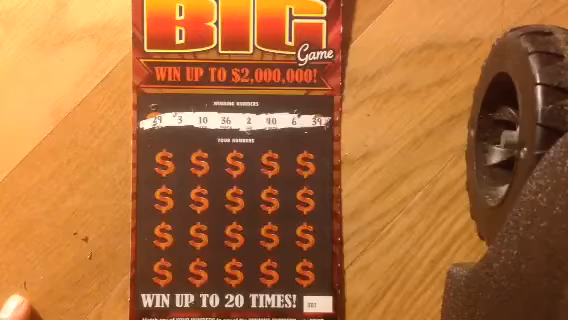 BIG
Game
WIN UP TO $2,000,000!
WINNING NUMBERS
29 3 10 36 2 40 6 39
YOUR NUMBERS
$ $ $ $ $
$ $ $ $ $
$ $ $ $ $
$ $ $ $ $
WIN UP TO 20 TIMES!